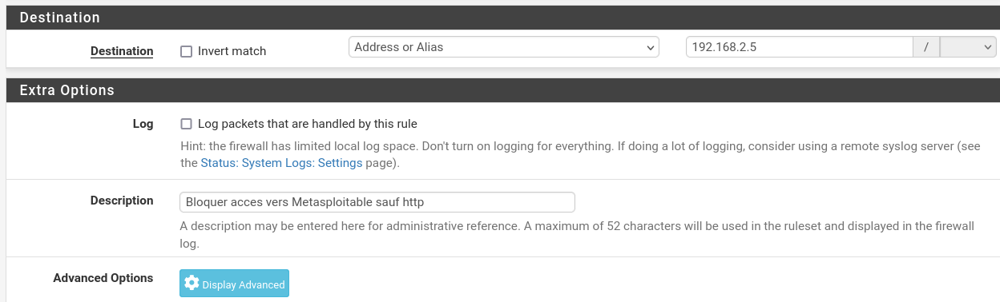 Destination
Destination Invert match Address or Alias 192.168.2.5 /
Extra Options
Log Log packets that are handled by this rule
Hint: the firewall has limited local log space. Don't turn on logging for everything. If doing a lot of logging, consider using a remote syslog server (see
the Status: System Logs: Settings page).
Description Bloquer acces vers Metasploitable sauf http
A description may be entered here for administrative reference. A maximum of 52 characters will be used in the ruleset and displayed in the firewall
log.
Advanced Options Display Advanced